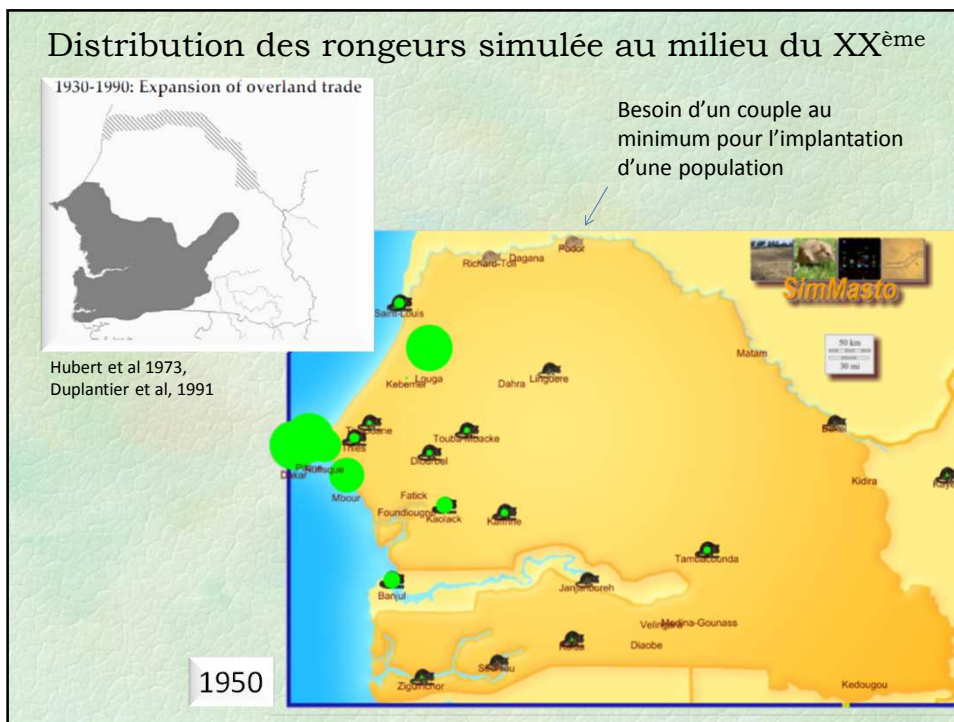 Distribution des rongeurs simulée au milieu du XXème
1930-1990: Expansion of overland trade
Besoin d’un couple au
minimum pour l’implantation
d’une population
Hubert et al 1973,
Duplantier et al, 1991
SimMasto
50 km
30 mi
Podor
Richard-Toll
Dagana
Saint-Louis
Matam
Louga
Kebemer
Dahra
Linguere
Touba-Mbacke
Thies
Diourbel
Bakel
Kidira
Dakar
Mbour
Fatick
Foundiougne
Kaolack
Kaffrine
Tambacounda
Banjul
Janjanbureh
Velingara
Medina-Gounass
Diaobe
Kolda
Ziguinchor
Kedougou
1950